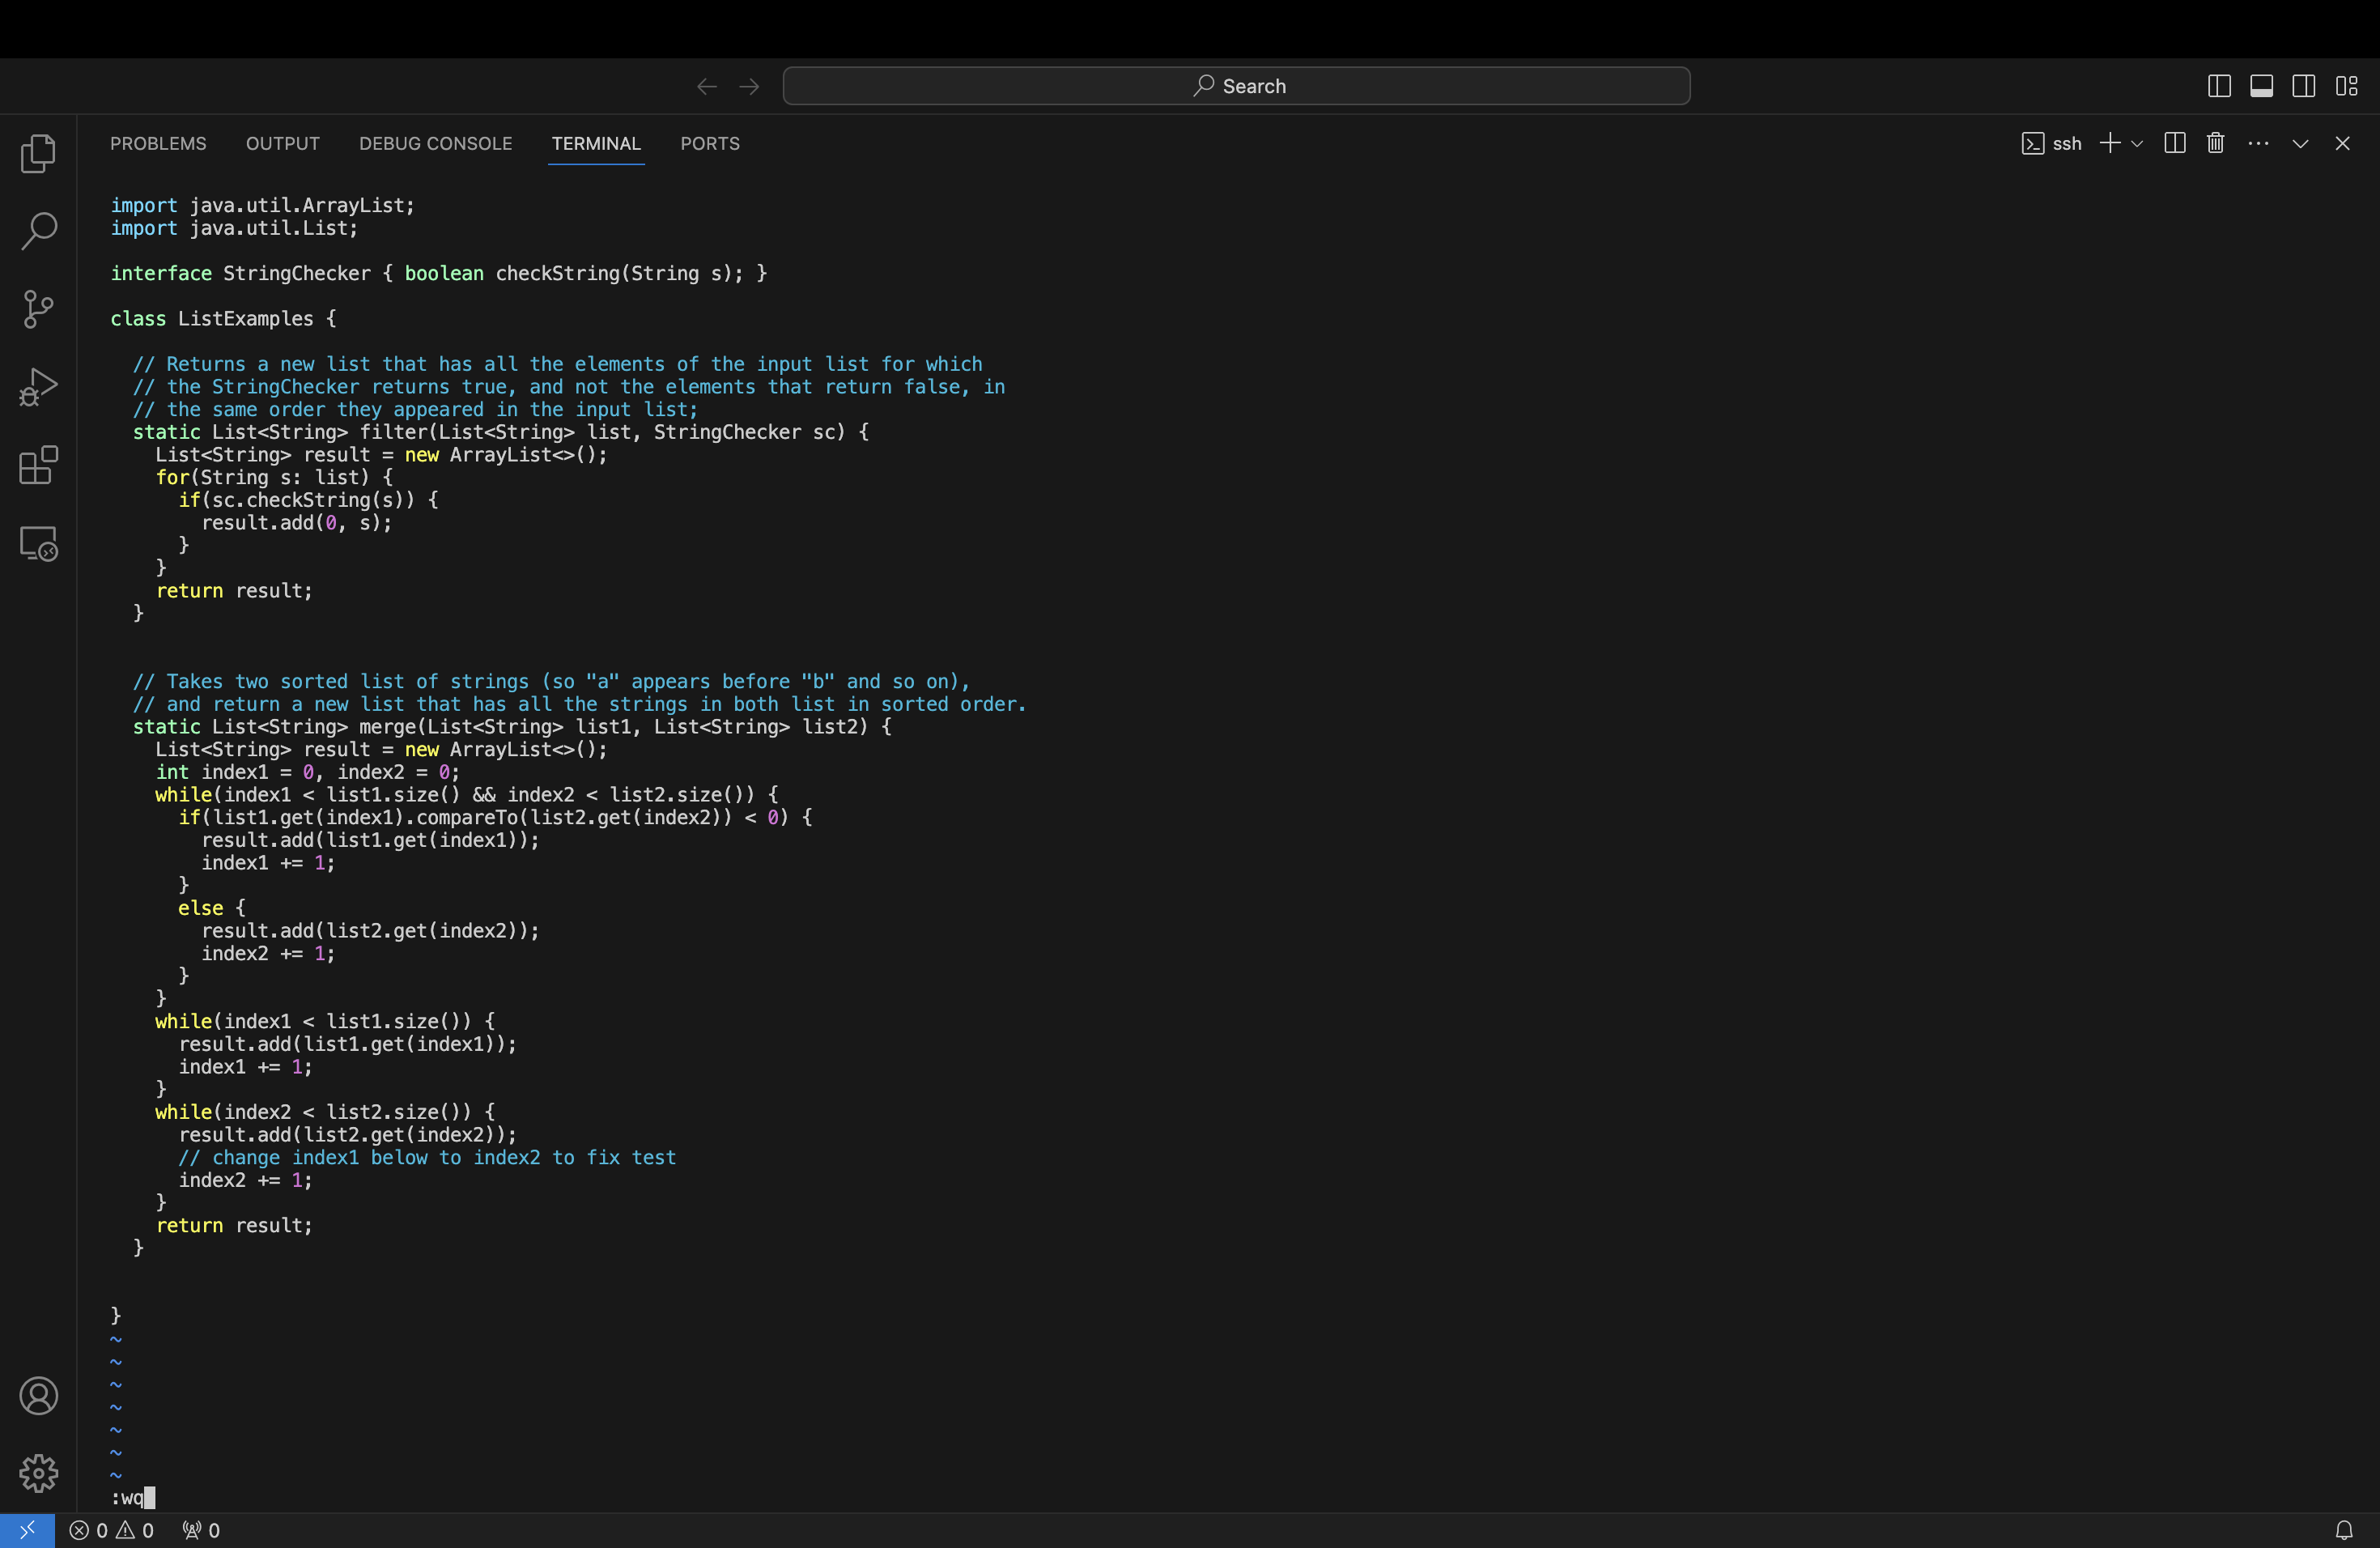 Search
PROBLEMS OUTPUT DEBUG CONSOLE TERMINAL PORTS ssh
import java.util.ArrayList;
import java.util.List;

interface StringChecker { boolean checkString(String s); }

class ListExamples {

  // Returns a new list that has all the elements of the input list for which
  // the StringChecker returns true, and not the elements that return false, in
  // the same order they appeared in the input list;
  static List<String> filter(List<String> list, StringChecker sc) {
    List<String> result = new ArrayList<>();
    for(String s: list) {
      if(sc.checkString(s)) {
        result.add(0, s);
      }
    }
    return result;
  }


  // Takes two sorted list of strings (so "a" appears before "b" and so on),
  // and return a new list that has all the strings in both list in sorted order.
  static List<String> merge(List<String> list1, List<String> list2) {
    List<String> result = new ArrayList<>();
    int index1 = 0, index2 = 0;
    while(index1 < list1.size() && index2 < list2.size()) {
      if(list1.get(index1).compareTo(list2.get(index2)) < 0) {
        result.add(list1.get(index1));
        index1 += 1;
      }
      else {
        result.add(list2.get(index2));
        index2 += 1;
      }
    }
    while(index1 < list1.size()) {
      result.add(list1.get(index1));
      index1 += 1;
    }
    while(index2 < list2.size()) {
      result.add(list2.get(index2));
      // change index1 below to index2 to fix test
      index2 += 1;
    }
    return result;
  }


}
~
~
~
~
~
~
~
:wq
0 0 0